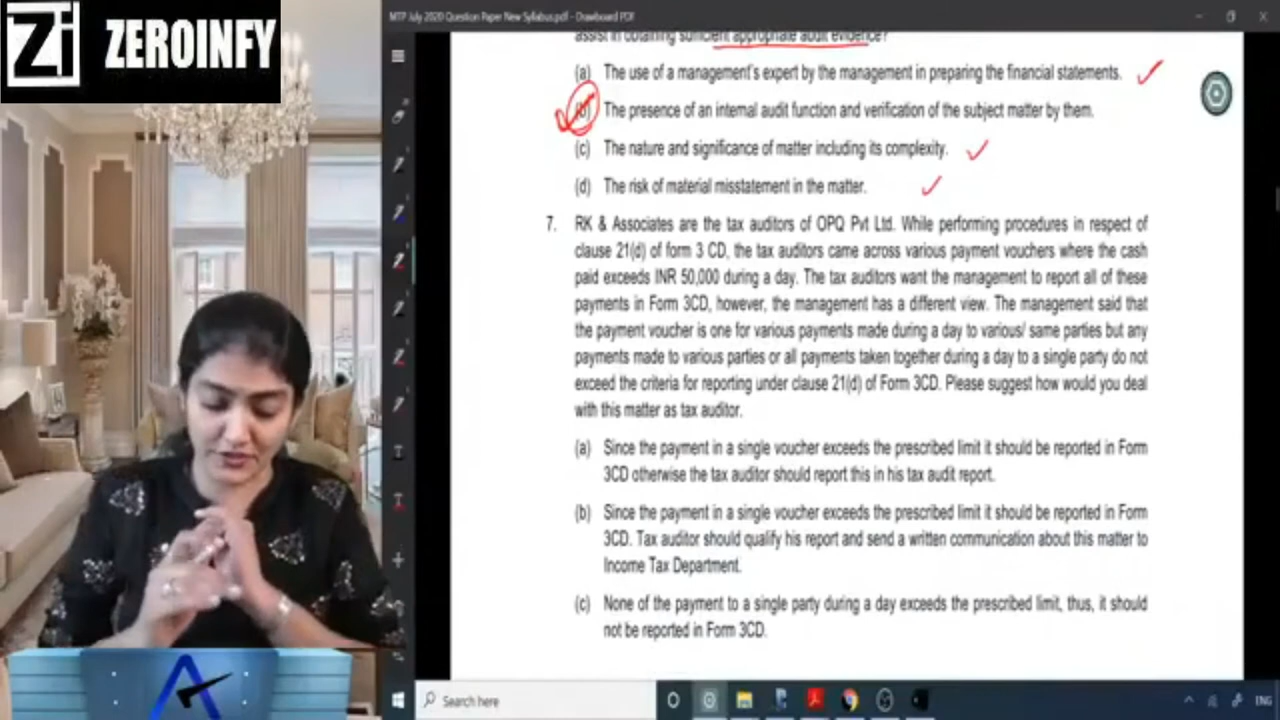 Zi ZEROINFY
MTP July 2020 Question Paper New Syllabus.pdf - Drawboard PDF
assist in obtaining sufficient appropriate audit evidence?
(a) The use of a management's expert by the management in preparing the financial statements.
(b) The presence of an internal audit function and verification of the subject matter by them.
(c) The nature and significance of matter including its complexity.
(d) The risk of material misstatement in the matter.
7. RK & Associates are the tax auditors of OPQ Pvt Ltd. While performing procedures in respect of
clause 21(d) of form 3 CD, the tax auditors came across various payment vouchers where the cash
paid exceeds INR 50,000 during a day. The tax auditors want the management to report all of these
payments in Form 3CD, however, the management has a different view. The management said that
the payment voucher is one for various payments made during a day to various/ same parties but any
payments made to various parties or all payments taken together during a day to a single party do not
exceed the criteria for reporting under clause 21(d) of Form 3CD. Please suggest how would you deal
with this matter as tax auditor.
(a) Since the payment in a single voucher exceeds the prescribed limit it should be reported in Form
3CD otherwise the tax auditor should report this in his tax audit report.
(b) Since the payment in a single voucher exceeds the prescribed limit it should be reported in Form
3CD. Tax auditor should qualify his report and send a written communication about this matter to
Income Tax Department.
(c) None of the payment to a single party during a day exceeds the prescribed limit, thus, it should
not be reported in Form 3CD.
Search here
ENG